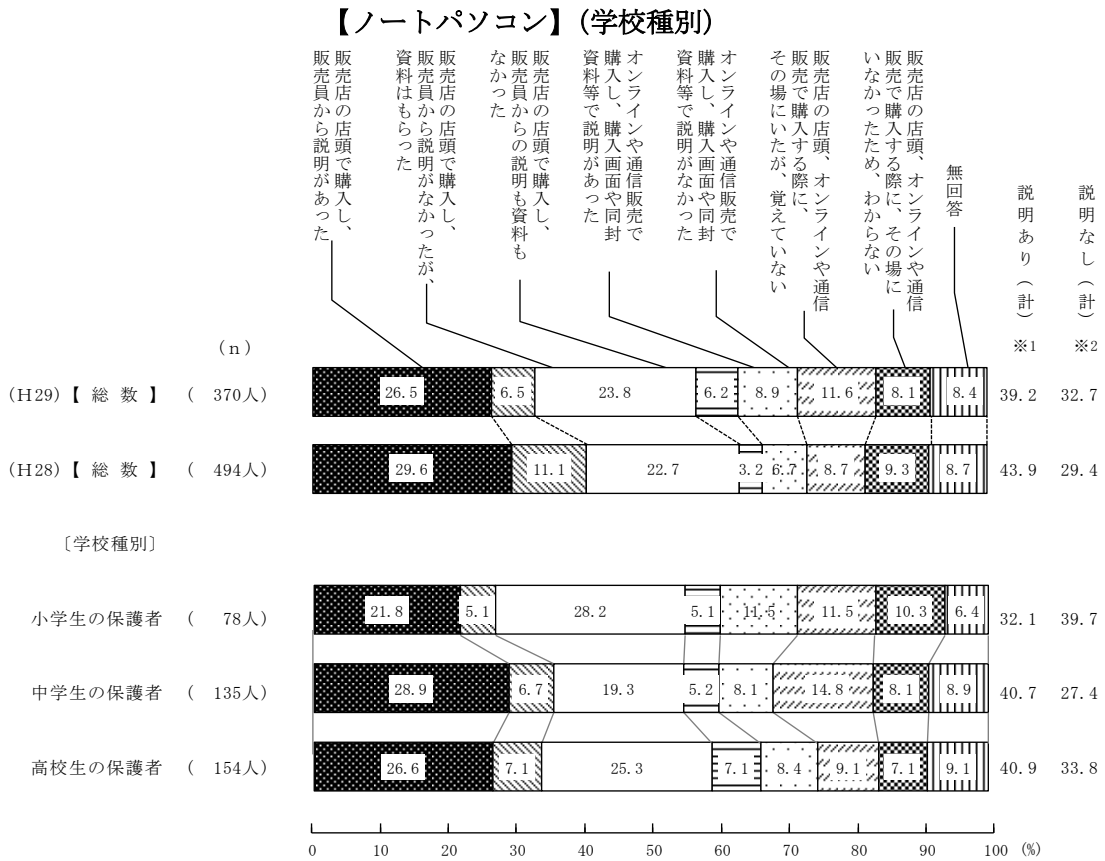 【ノートパソコン】(学校種別)
販売店の店頭で購入し、
販売員から説明があった
販売店の店頭で購入し、
販売員から説明がなかったが、
資料はもらった
販売店の店頭で購入し、
販売員からの説明も資料も
なかった
オンラインや通信販売で
購入し、購入画面や同封
資料等で説明があった
オンラインや通信販売で
購入し、購入画面や同封
資料等で説明がなかった
販売店の店頭、オンラインや通信
販売で購入する際に、
その場にいたが、覚えていない
販売店の店頭、オンラインや通信
販売で購入する際に、その場に
いなかったため、わからない
無回答
説明あり(計)
※1
説明なし(計)
※2
(n)
(H29)【 総 数 】 ( 370人) 26.5 6.5 23.8 6.2 8.9 11.6 8.1 8.4 39.2 32.7
(H28)【 総 数 】 ( 494人) 29.6 11.1 22.7 3.2 6.7 8.7 9.3 8.7 43.9 29.4
〔学校種別〕
小学生の保護者 ( 78人) 21.8 5.1 28.2 5.1 11.5 11.5 10.3 6.4 32.1 39.7
中学生の保護者 ( 135人) 28.9 6.7 19.3 5.2 8.1 14.8 8.1 8.9 40.7 27.4
高校生の保護者 ( 154人) 26.6 7.1 25.3 7.1 8.4 9.1 7.1 9.1 40.9 33.8
0 10 20 30 40 50 60 70 80 90 100 (%)